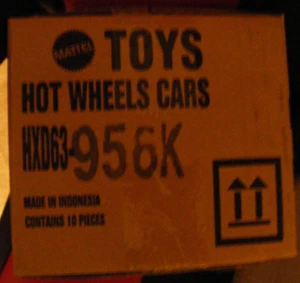 MATTEL TOYS
HOT WHEELS CARS
HXD63-956K
MADE IN INDONESIA
CONTAINS 10 PIECES